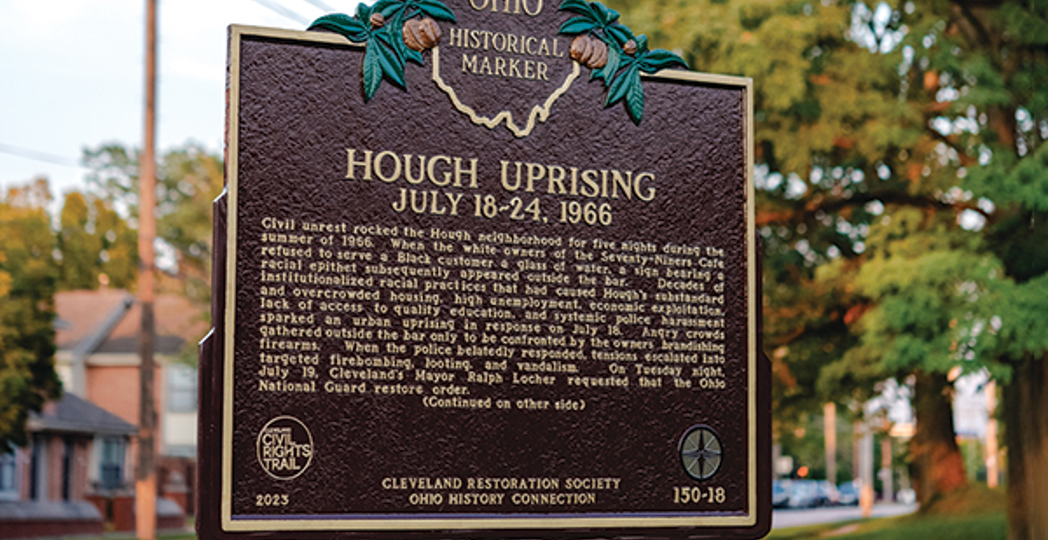 OHIO
HISTORICAL
MARKER
HOUGH UPRISING
JULY 18-24, 1966
Civil unrest rocked the Hough neighborhood for five nights during the
summer of 1966. When the white owners of the Seventy-Niners Cafe
refused to serve a Black customer a glass of water, a sign bearing a
racial epithet subsequently appeared outside the bar. Decades of
institutionalized racial practices that had caused Hough's substandard
and overcrowded housing, high unemployment, economic exploitation,
lack of access to quality education, and systemic police harassment
sparked an urban uprising in response on July 18. Angry crowds
gathered outside the bar only to be confronted by the owners brandishing
firearms. When the police belatedly responded, tensions escalated into
targeted firebombing, looting, and vandalism. On Tuesday night,
July 19, Cleveland's Mayor Ralph Locher requested that the Ohio
National Guard restore order.
(Continued on other side)
CLEVELAND
CIVIL
RIGHTS
TRAIL
CLEVELAND RESTORATION SOCIETY
2023 OHIO HISTORY CONNECTION 150-18